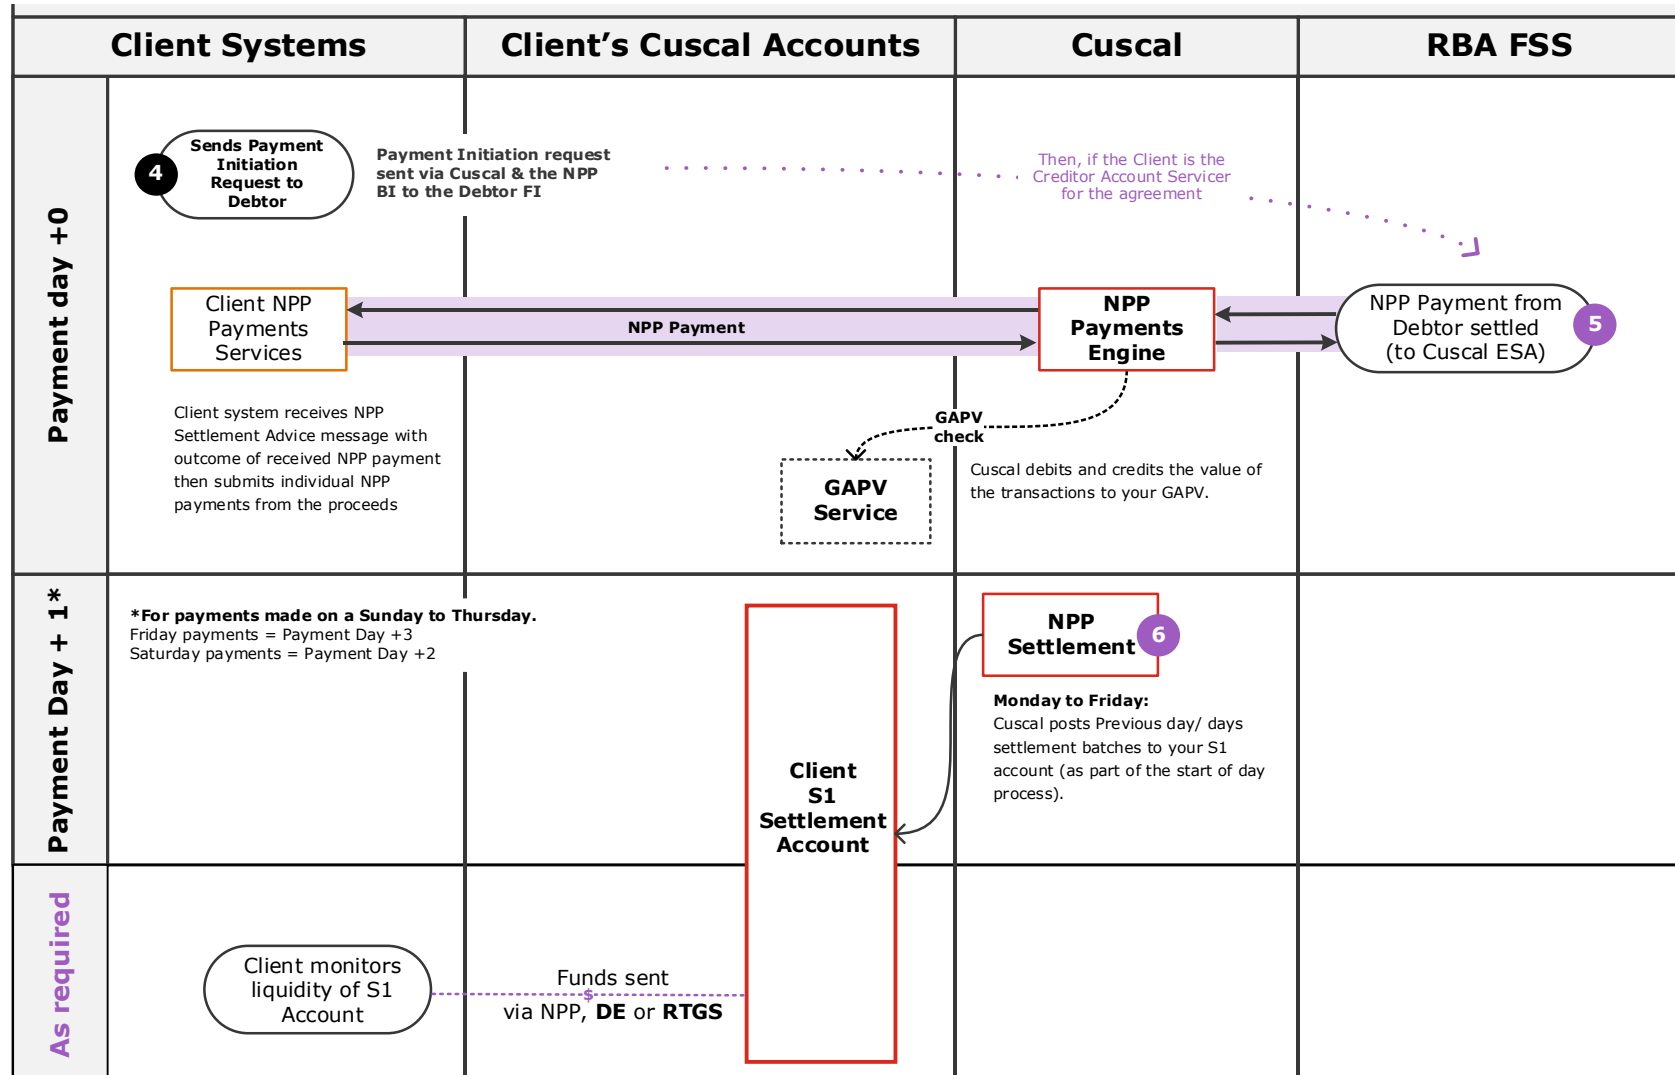 Client Systems
Client’s Cuscal Accounts
Cuscal
RBA FSS
Payment day +0
4
Sends Payment
Initiation
Request to
Debtor
Payment Initiation request
sent via Cuscal & the NPP
BI to the Debtor FI
Then, if the Client is the
Creditor Account Servicer
for the agreement
Client NPP
Payments
Services
NPP Payment
NPP
Payments
Engine
NPP Payment from
Debtor settled
(to Cuscal ESA)
5
Client system receives NPP
Settlement Advice message with
outcome of received NPP payment
then submits individual NPP
payments from the proceeds
GAPV
check
GAPV
Service
Cuscal debits and credits the value of
the transactions to your GAPV.
Payment Day + 1*
*For payments made on a Sunday to Thursday.
Friday payments = Payment Day +3
Saturday payments = Payment Day +2
NPP
Settlement
6
Monday to Friday:
Cuscal posts Previous day/ days
settlement batches to your S1
account (as part of the start of day
process).
Client
S1
Settlement
Account
As required
Client monitors
liquidity of S1
Account
Funds sent
$
via NPP, DE or RTGS